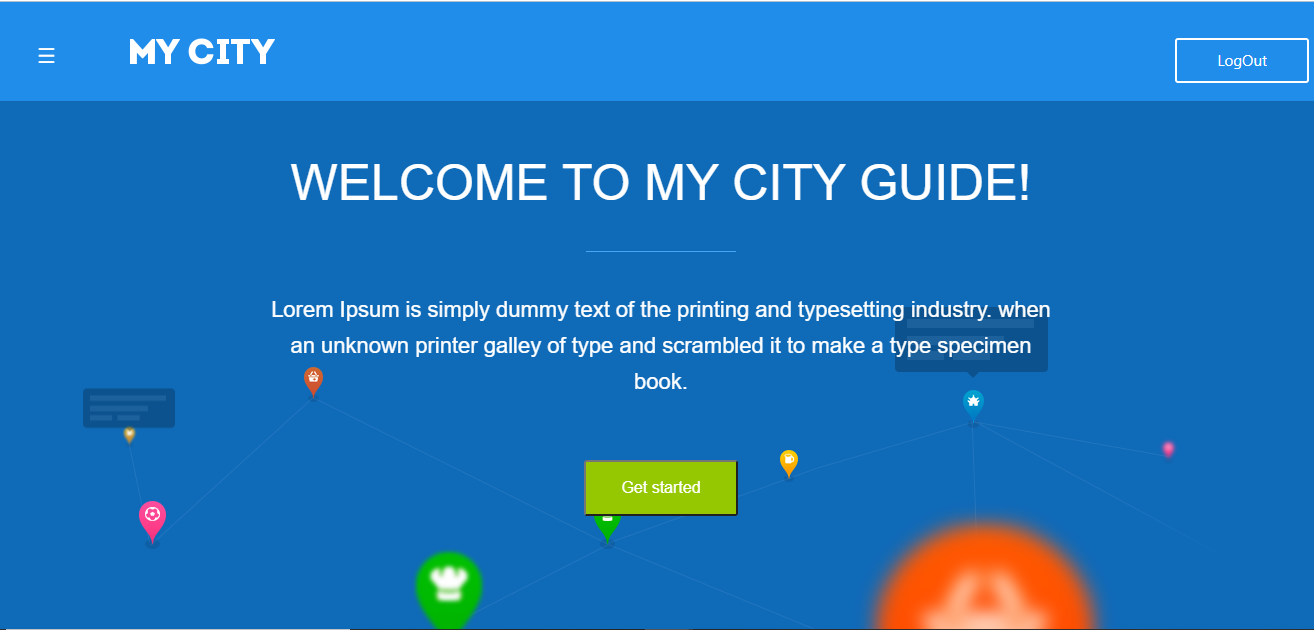 MY CITY
LogOut
WELCOME TO MY CITY GUIDE!
Lorem Ipsum is simply dummy text of the printing and typesetting industry. when
an unknown printer galley of type and scrambled it to make a type specimen
book.
Get started